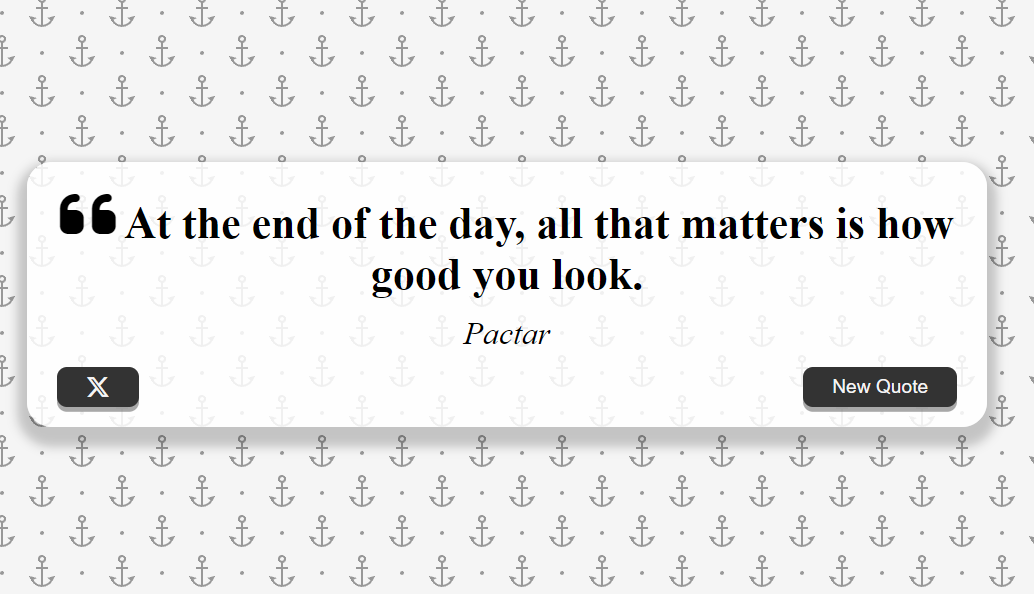 At the end of the day, all that matters is how
good you look.
Pactar
New Quote